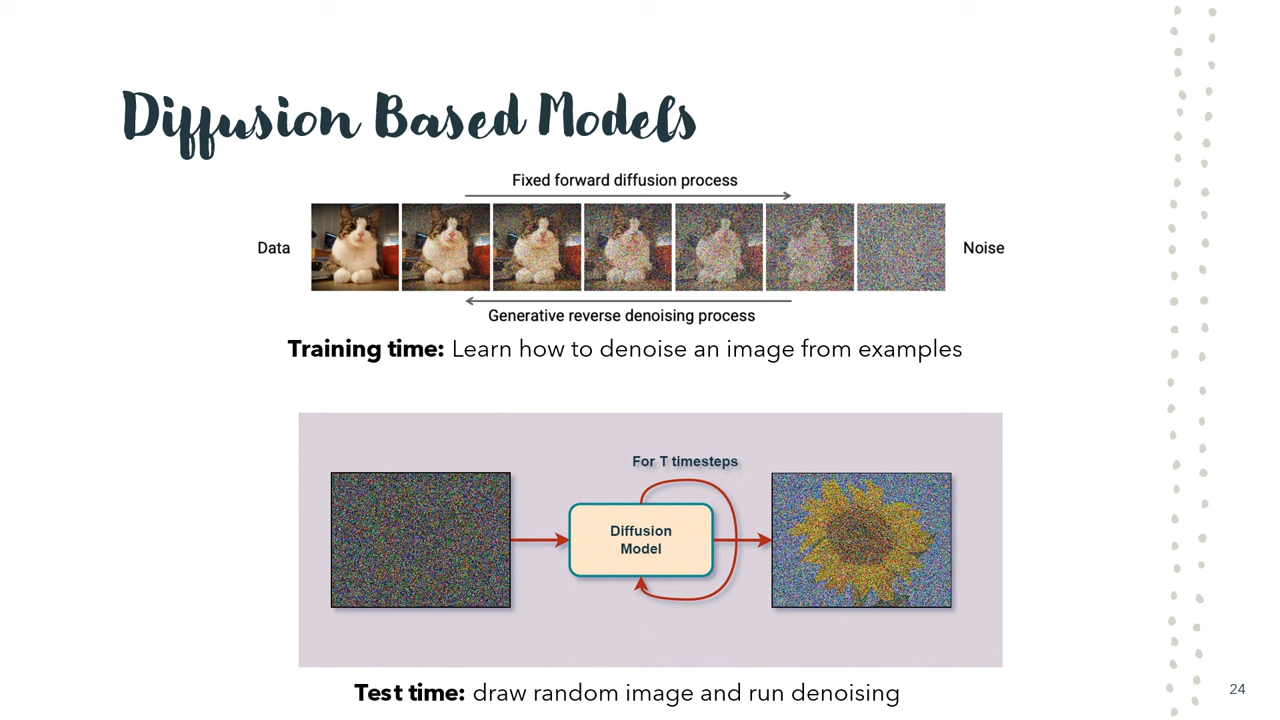 Diffusion Based Models
Fixed forward diffusion process
Data
Noise
Generative reverse denoising process
Training time: Learn how to denoise an image from examples
For T timesteps
Diffusion
Model
Test time: draw random image and run denoising
24